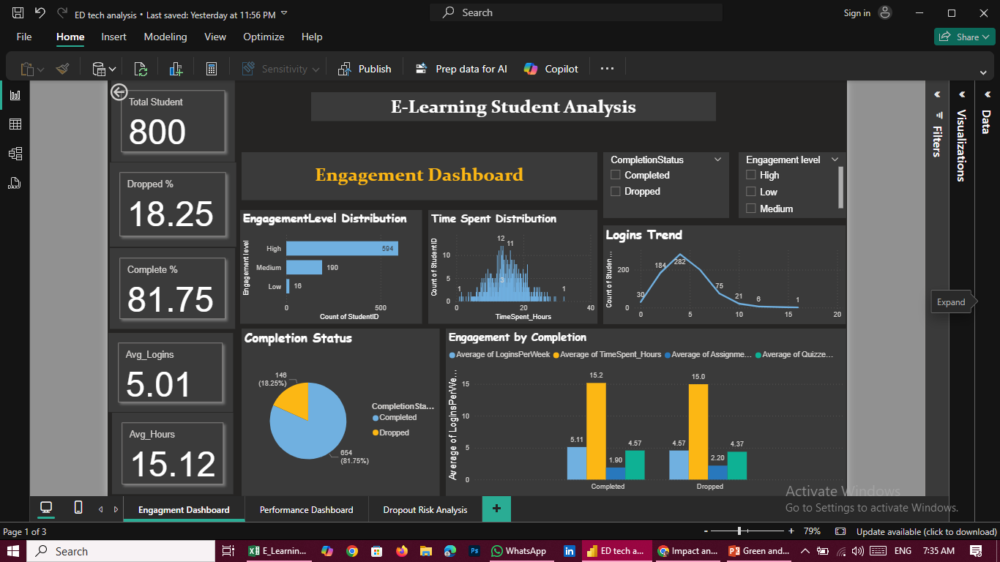 ED tech analysis • Last saved: Yesterday at 11:56 PM
Search
Sign in
File
Home
Insert
Modeling
View
Optimize
Help
Share
Sensitivity
Publish
Prep data for AI
Copilot
Total Student
800
Dropped %
18.25
Complete %
81.75
Avg_Logins
5.01
Avg_Hours
15.12
E-Learning Student Analysis
Engagement Dashboard
CompletionStatus
Completed
Dropped
Engagement level
High
Low
Medium
EngagementLevel Distribution
Engagement level
High
594
Medium
190
Low
16
0
500
Count of StudentID
Time Spent Distribution
Count of StudentID
12
11
10
5
3
1
1
0
0
20
40
TimeSpent_Hours
Logins Trend
Count of Studen...
200
0
30
184
282
75
21
6
1
0
5
10
15
20
Completion Status
146
(18.25%)
654
(81.75%)
CompletionSta...
Completed
Dropped
Engagement by Completion
Average of LoginsPerWeek
Average of TimeSpent_Hours
Average of Assignme...
Average of Quizze...
Average of LoginsPerWe...
15
10
5
0
5.11
15.2
1.90
4.57
4.57
15.0
2.20
4.37
Completed
Dropped
Filters
Visualizations
Data
Expand
Activate Windows
Go to Settings to activate Windows.
Engagment Dashboard
Performance Dashboard
Dropout Risk Analysis
+
Page 1 of 3
- + 79%
Update available (click to download)
Search
E_Learnin...
WhatsApp
ED tech a...
Impact an...
Green and...
ENG
7:35 AM